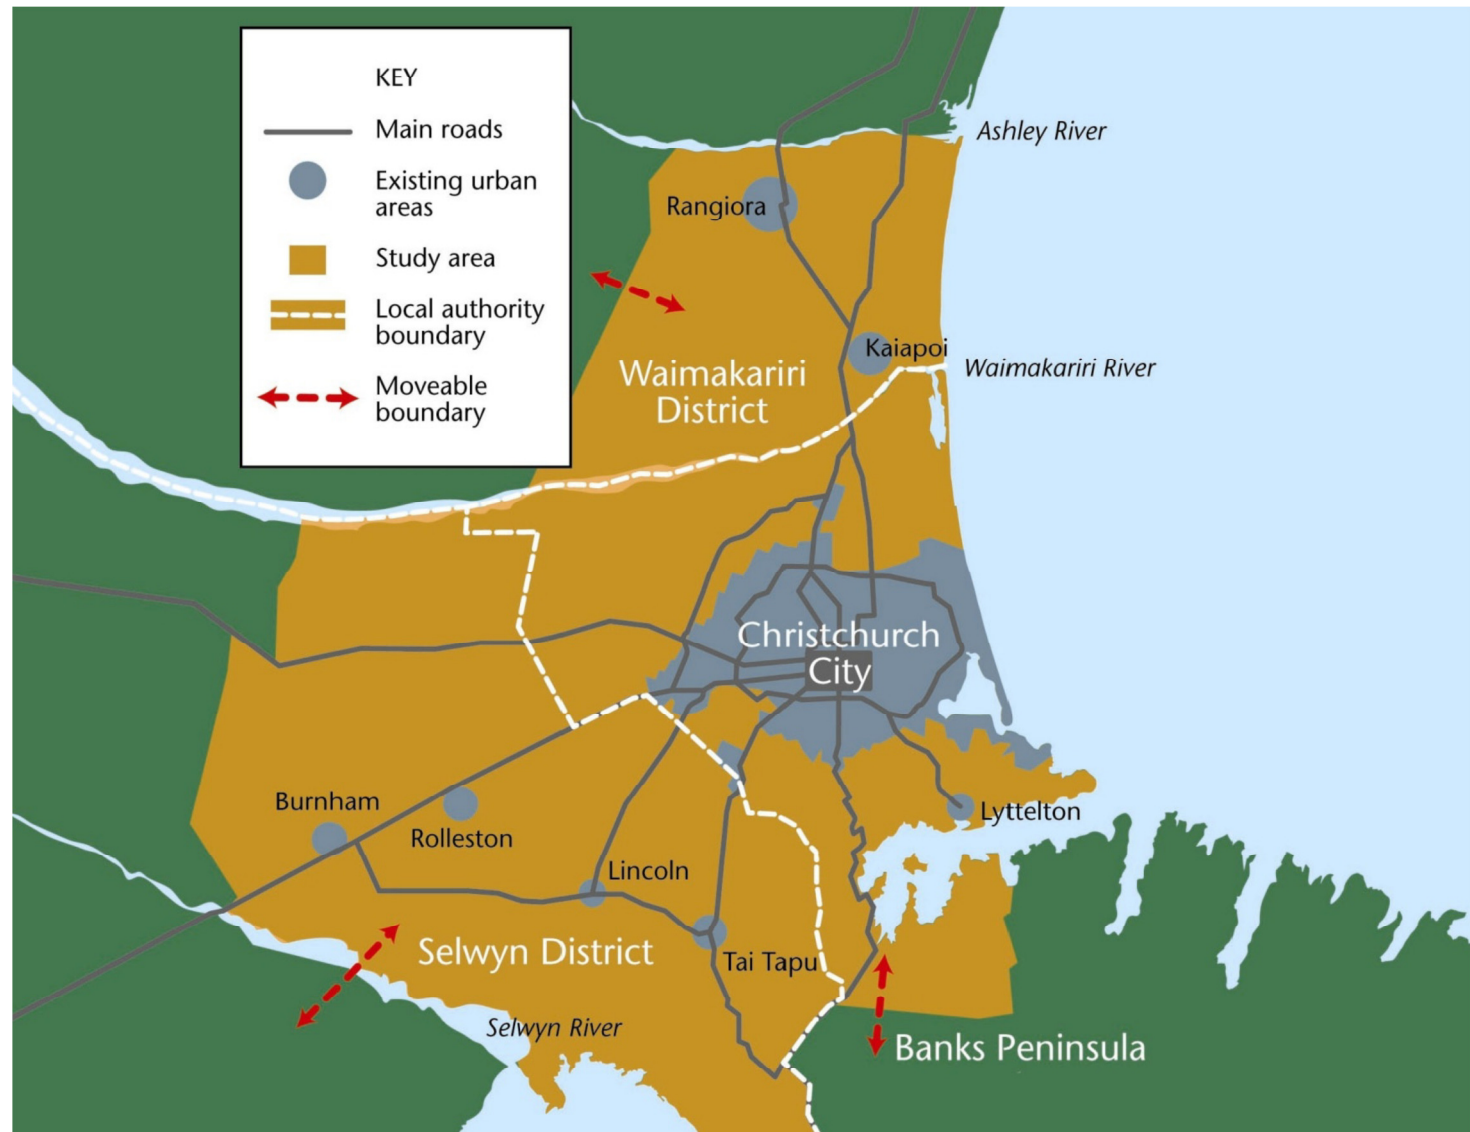 KEY
Main roads
Existing urban
areas
Study area
Local authority
boundary
Moveable
boundary
Ashley River
Rangiora
Kaiapoi
Waimakariri River
Waimakariri
District
Christchurch
City
Burnham
Rolleston
Lyttelton
Lincoln
Selwyn District
Tai Tapu
Selwyn River
Banks Peninsula